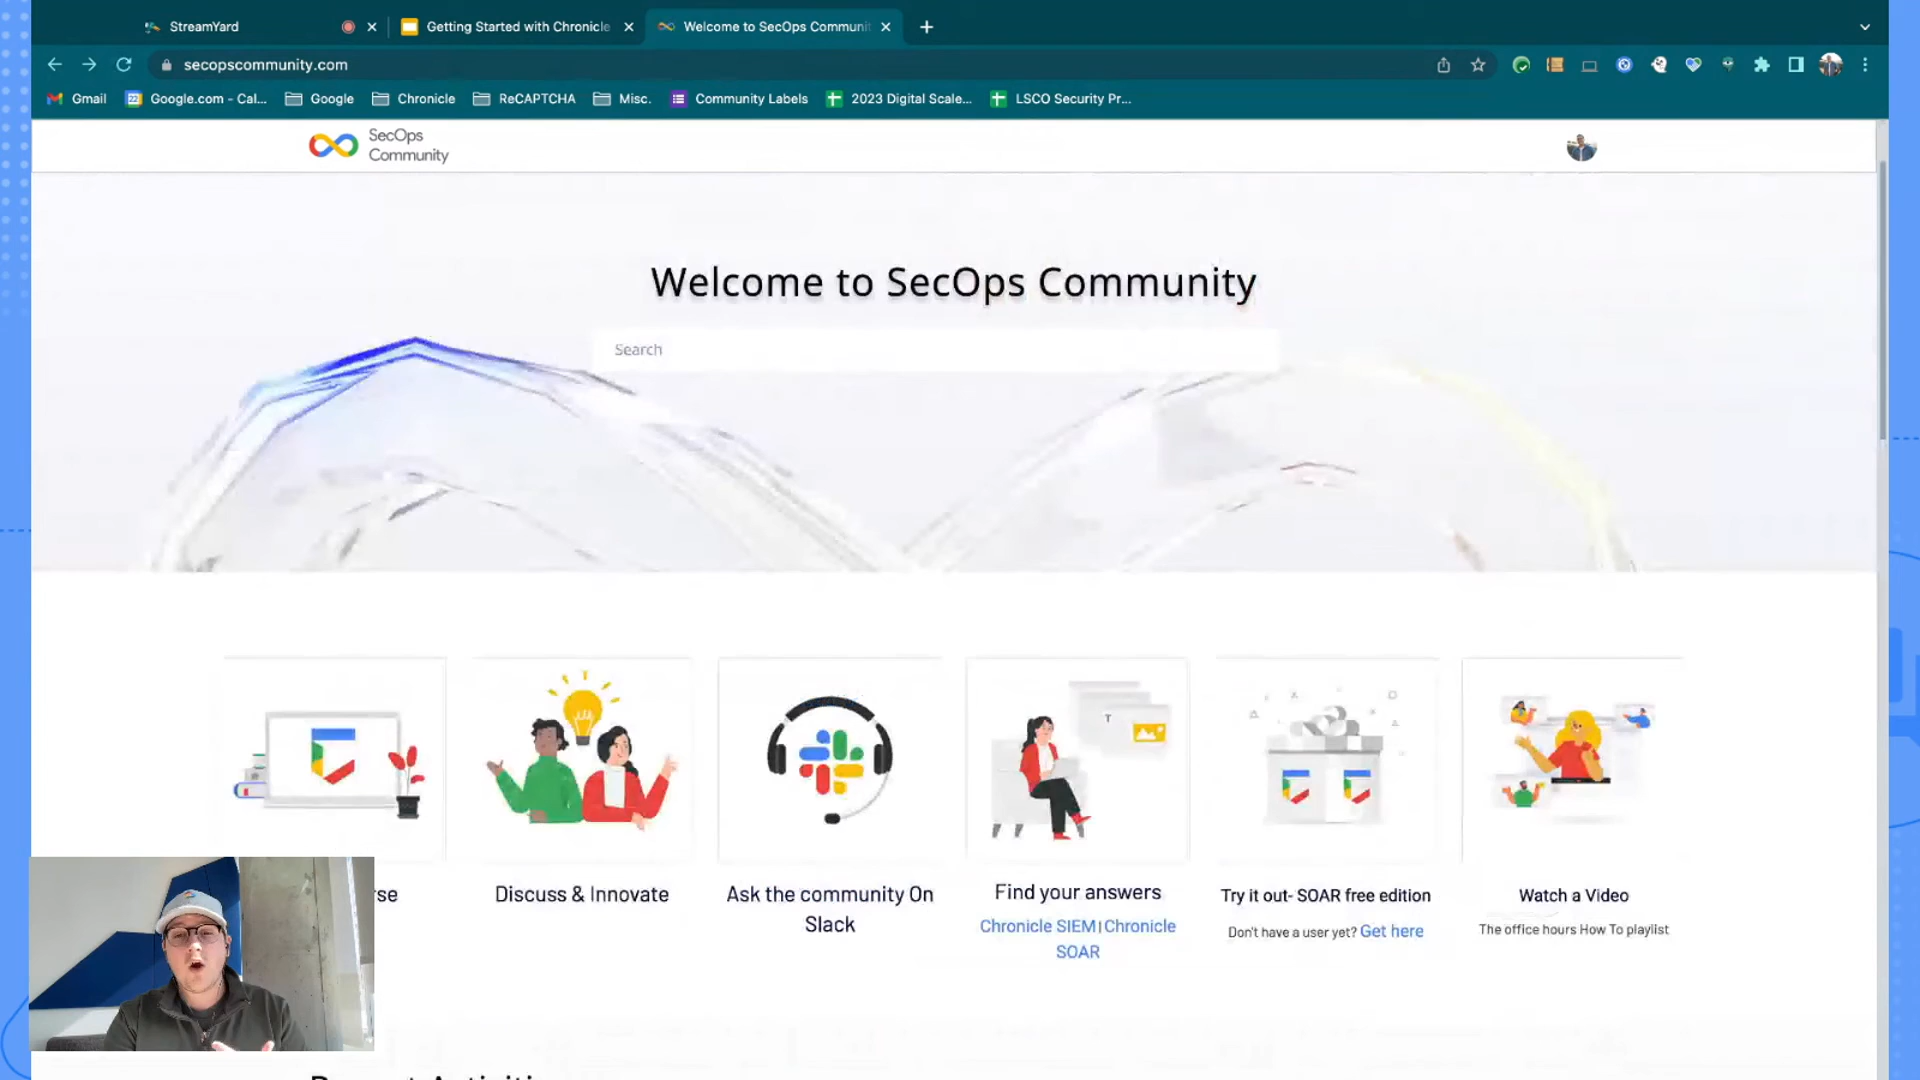 StreamYard
Getting Started with Chronicle
Welcome to SecOps Communit
secopscommunity.com
Gmail
Google.com - Cal...
Google
Chronicle
ReCAPTCHA
Misc.
Community Labels
2023 Digital Scale...
LSCO Security Pr...
SecOps
Community
Welcome to SecOps Community
Search
rse
Discuss & Innovate
Ask the community On
Slack
Find your answers
Chronicle SIEM | Chronicle
SOAR
Try it out- SOAR free edition
Don't have a user yet? Get here
Watch a Video
The office hours How To playlist